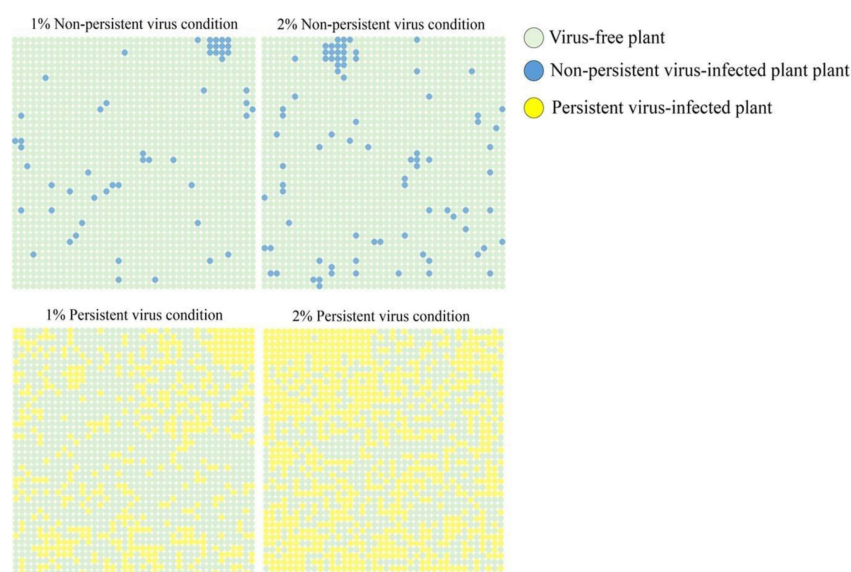 1% Non-persistent virus condition
2% Non-persistent virus condition
Virus-free plant
Non-persistent virus-infected plant plant
Persistent virus-infected plant
1% Persistent virus condition
2% Persistent virus condition